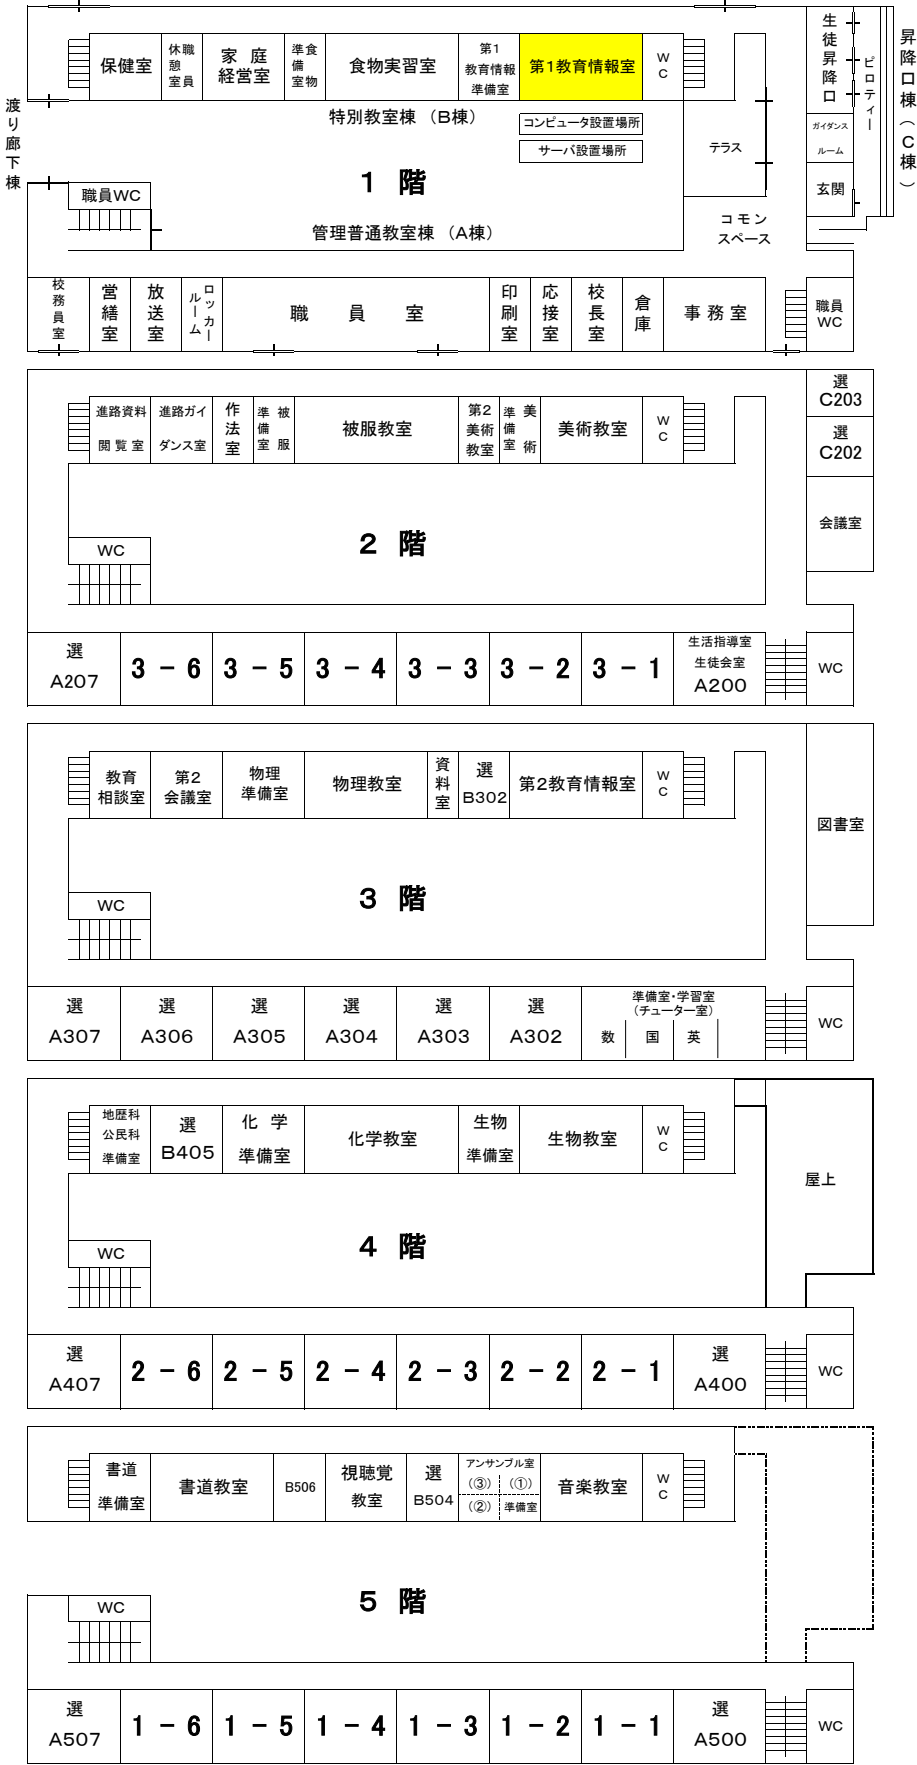 渡り廊下棟
保健室
休憩室
職員
家 庭
経営室
準備室
食物
食物実習室
第1
教育情報
準備室
第1教育情報室
WC
特別教室棟 （B棟）
コンピュータ設置場所
サーバ設置場所
テラス
生徒昇降口
ピロティー
昇降口棟（C棟）
ガイダンス
ルーム
玄関
1 階
職員WC
管理普通教室棟 （A棟）
コモン
スペース
校務員室
営繕室
放送室
ロッカー
ルーム
職 員 室
印刷室
応接室
校長室
倉庫
事務室
職員
WC
進路資料
閲覧室
進路ガイ
ダンス室
作法室
準備室
被服
被服教室
第2
美術
教室
準備室
美術
美術教室
WC
選
C203
選
C202
会議室
2 階
WC
選
A207
3 - 6
3 - 5
3 - 4
3 - 3
3 - 2
3 - 1
生活指導室
生徒会室
A200
WC
教育
相談室
第2
会議室
物理
準備室
物理教室
資料室
選
B302
第2教育情報室
WC
図書室
3 階
WC
選
A307
選
A306
選
A305
選
A304
選
A303
選
A302
準備室・学習室
（チューター室）
数
国
英
WC
地歴科
公民科
準備室
選
B405
化 学
準備室
化学教室
生物
準備室
生物教室
WC
屋上
4 階
WC
選
A407
2 - 6
2 - 5
2 - 4
2 - 3
2 - 2
2 - 1
選
A400
WC
書道
準備室
書道教室
B506
視聴覚
教室
選
B504
アンサンブル室
(③)
(①)
(②)
準備室
音楽教室
WC
5 階
WC
選
A507
1 - 6
1 - 5
1 - 4
1 - 3
1 - 2
1 - 1
選
A500
WC